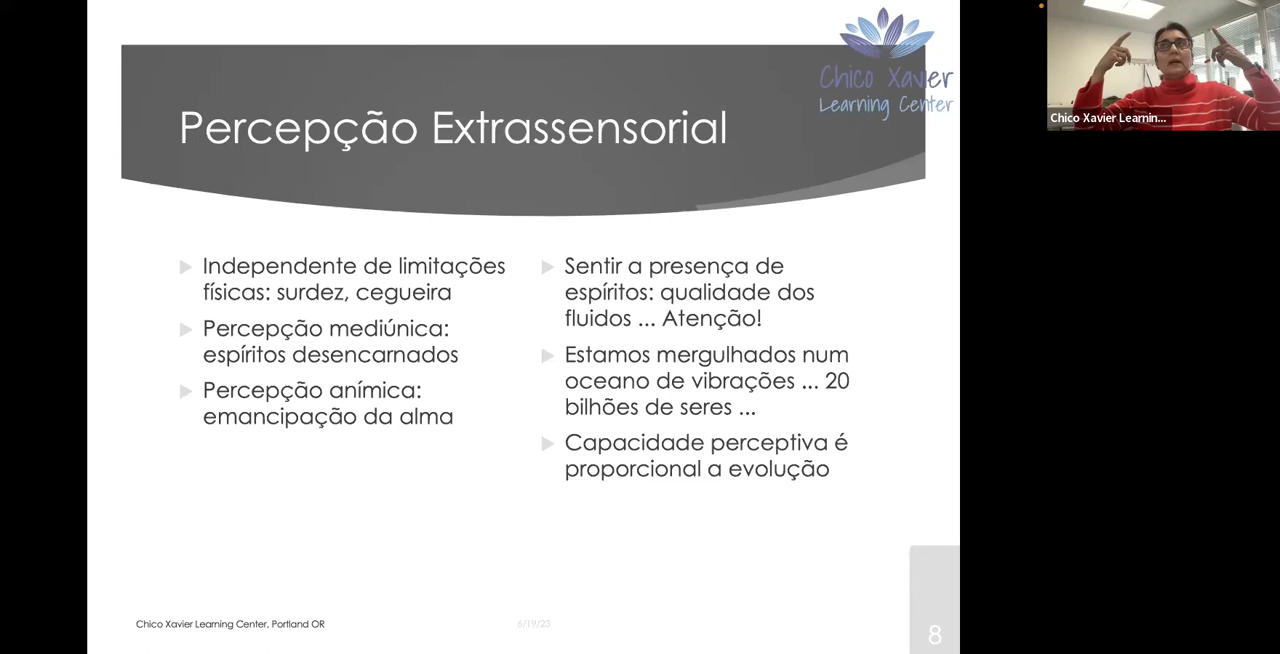 Chico Xavier
Learning Center
Percepção Extrassensorial
Independente de limitações
físicas: surdez, cegueira
Percepção mediúnica:
espíritos desencarnados
Percepção anímica:
emancipação da alma
Sentir a presença de
espíritos: qualidade dos
fluidos ... Atenção!
Estamos mergulhados num
oceano de vibrações ... 20
bilhões de seres ...
Capacidade perceptiva é
proporcional a evolução
Chico Xavier Learning Center, Portland OR
6/19/23
8
Chico Xavier Learnin...